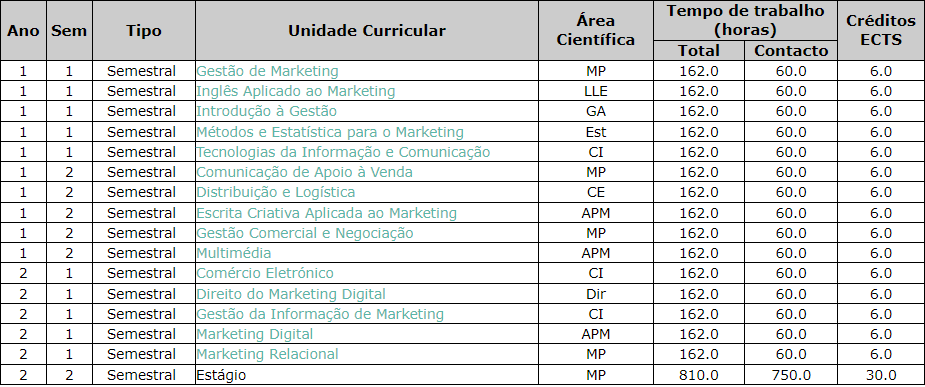 Ano Sem Tipo Unidade Curricular Área Científica Tempo de trabalho (horas) Créditos ECTS
Total Contacto
1 1 Semestral Gestão de Marketing MP 162.0 60.0 6.0
1 1 Semestral Inglês Aplicado ao Marketing LLE 162.0 60.0 6.0
1 1 Semestral Introdução à Gestão GA 162.0 60.0 6.0
1 1 Semestral Métodos e Estatística para o Marketing Est 162.0 60.0 6.0
1 1 Semestral Tecnologias da Informação e Comunicação CI 162.0 60.0 6.0
1 2 Semestral Comunicação de Apoio à Venda MP 162.0 60.0 6.0
1 2 Semestral Distribuição e Logística CE 162.0 60.0 6.0
1 2 Semestral Escrita Criativa Aplicada ao Marketing APM 162.0 60.0 6.0
1 2 Semestral Gestão Comercial e Negociação MP 162.0 60.0 6.0
1 2 Semestral Multimédia APM 162.0 60.0 6.0
2 1 Semestral Comércio Eletrónico CI 162.0 60.0 6.0
2 1 Semestral Direito do Marketing Digital Dir 162.0 60.0 6.0
2 1 Semestral Gestão da Informação de Marketing CI 162.0 60.0 6.0
2 1 Semestral Marketing Digital APM 162.0 60.0 6.0
2 1 Semestral Marketing Relacional MP 162.0 60.0 6.0
2 2 Semestral Estágio MP 810.0 750.0 30.0